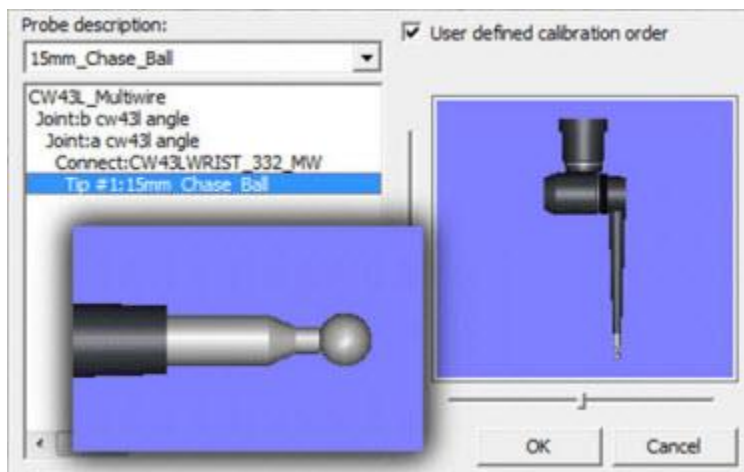 Probe description:
User defined calibration order
15mm_Chase_Ball
CW43L_Multiwire
Joint:b cw43l angle
Joint:a cw43l angle
Connect:CW43LWRIST_332_MW
Tip #1:15mm_Chase_Ball
OK
Cancel